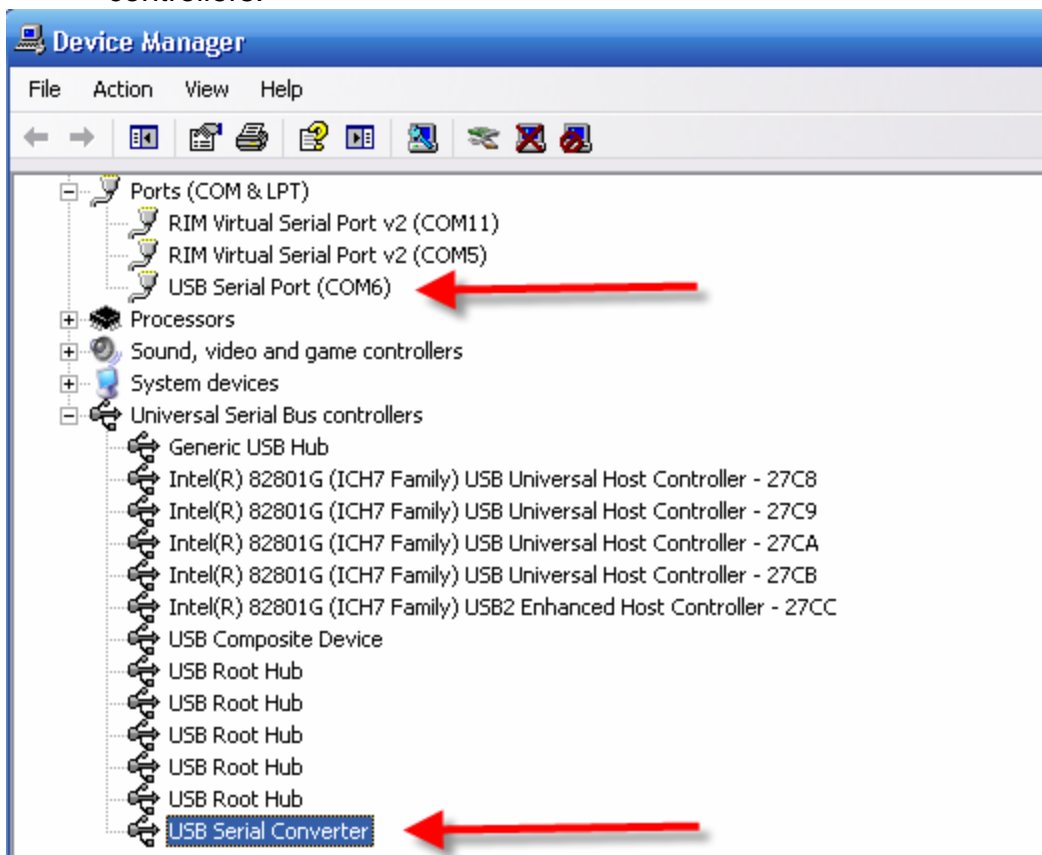 controllers.
Device Manager
File Action View Help
Ports (COM & LPT)
RIM Virtual Serial Port v2 (COM11)
RIM Virtual Serial Port v2 (COM5)
USB Serial Port (COM6)
Processors
Sound, video and game controllers
System devices
Universal Serial Bus controllers
Generic USB Hub
Intel(R) 82801G (ICH7 Family) USB Universal Host Controller - 27C8
Intel(R) 82801G (ICH7 Family) USB Universal Host Controller - 27C9
Intel(R) 82801G (ICH7 Family) USB Universal Host Controller - 27CA
Intel(R) 82801G (ICH7 Family) USB Universal Host Controller - 27CB
Intel(R) 82801G (ICH7 Family) USB2 Enhanced Host Controller - 27CC
USB Composite Device
USB Root Hub
USB Root Hub
USB Root Hub
USB Root Hub
USB Root Hub
USB Serial Converter